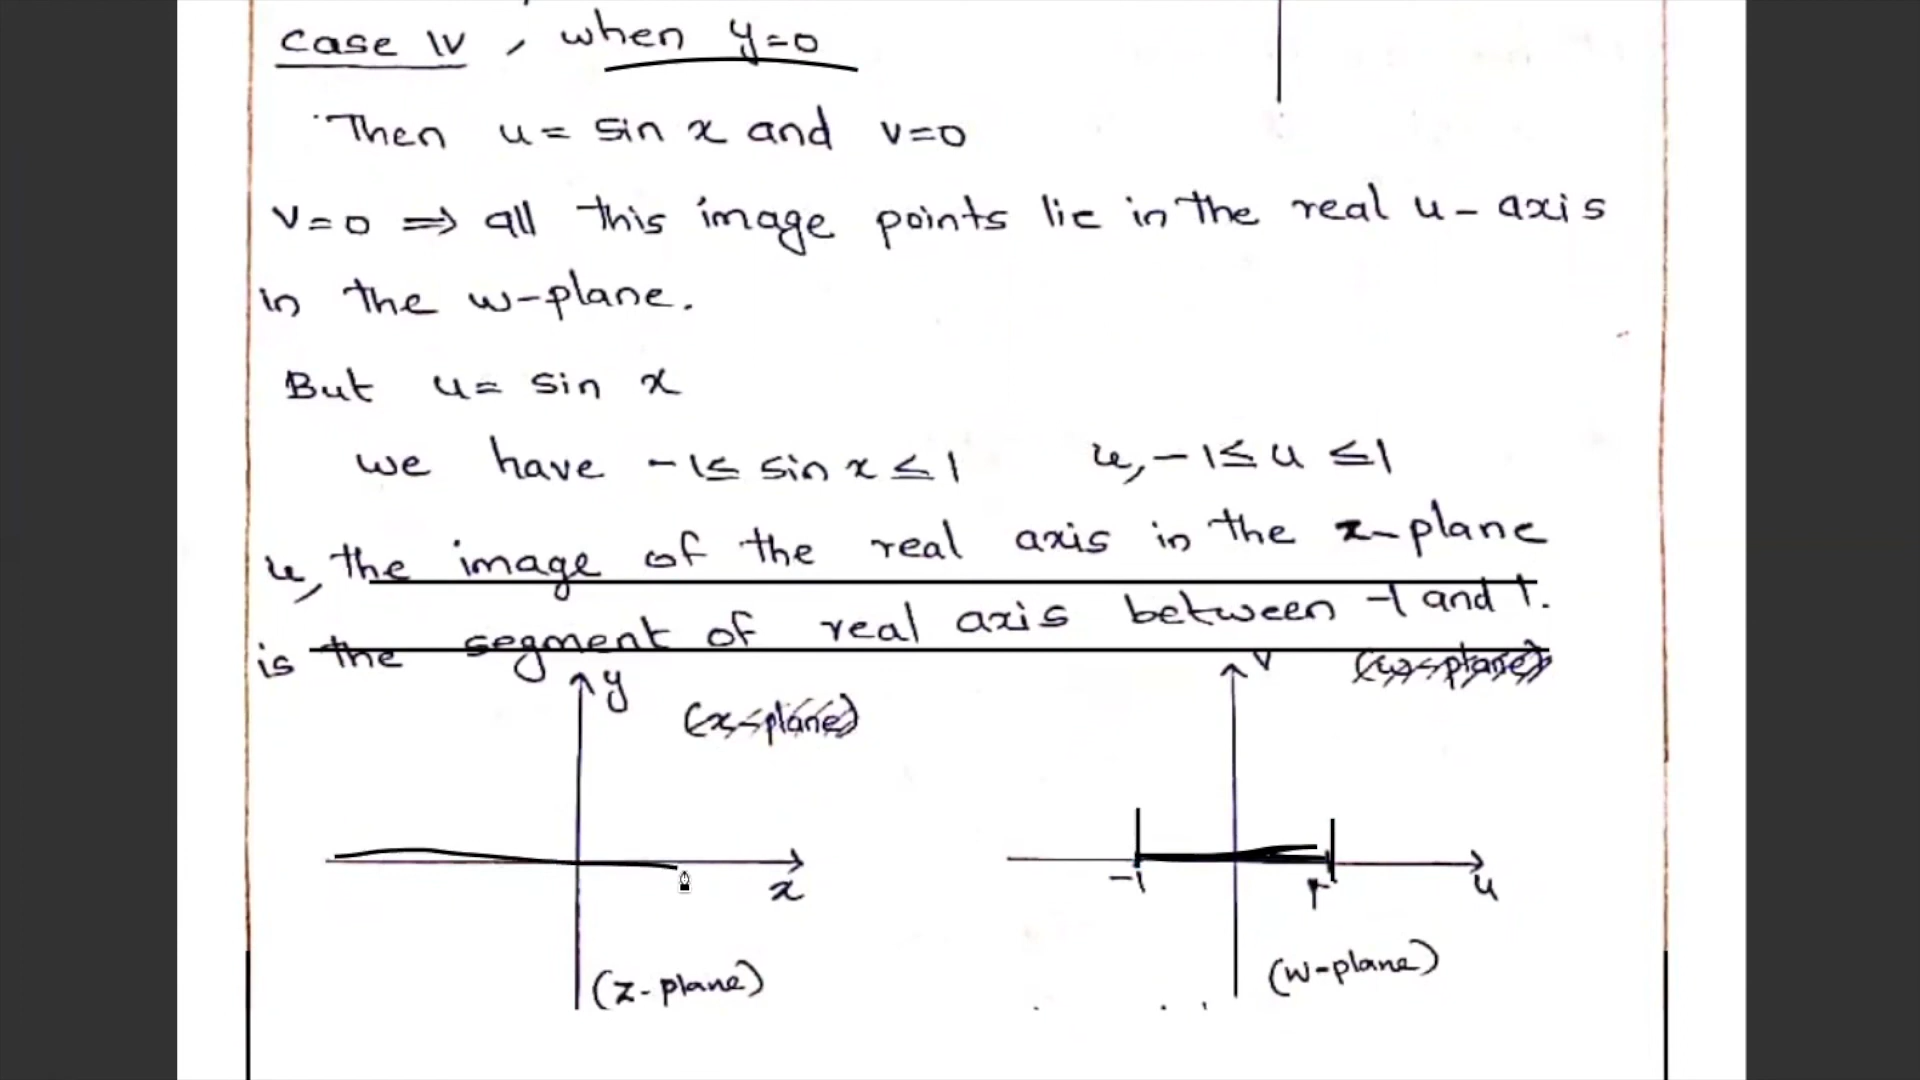 Case IV, when y=0
Then u= sin x and v=0
v=0 ⇒ all this image points lie in the real u-axis
in the w-plane.
But u= sin x
we have -1≤ sin x ≤1 ie, -1≤ u ≤1
ie, the image of the real axis in the z-plane
is the segment of real axis between -1 and 1.
y
v
x
-1
1
u
(z-plane)
(w-plane)